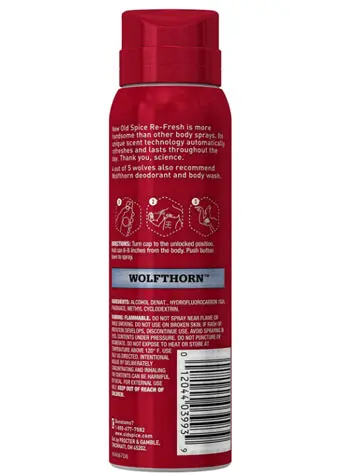 New Old Spice Re-Fresh is more
handsome than other body sprays. Its
unique scent technology automatically
refreshes and lasts throughout the
day. Thank you, science.
4 out of 5 wolves also recommend
Wolfthorn deodorant and body wash.
1
2
3
DIRECTIONS: Turn cap to the unlocked position.
Hold can 6-8 inches from the body. Push button
down to spray.
WOLFTHORN™
INGREDIENTS: ALCOHOL DENAT., HYDROFLUOROCARBON 152A,
FRAGRANCE, METHYL CYCLODEXTRIN.
WARNING: FLAMMABLE. DO NOT SPRAY NEAR FLAME OR
WHILE SMOKING. DO NOT USE ON BROKEN SKIN. IF RASH OR
IRRITATION DEVELOPS, DISCONTINUE USE. AVOID SPRAYING IN
EYES. CONTENTS UNDER PRESSURE. DO NOT PUNCTURE OR
INCINERATE. DO NOT EXPOSE TO HEAT OR STORE AT
TEMPERATURE ABOVE 120° F. USE
ONLY AS DIRECTED. INTENTIONAL
MISUSE BY DELIBERATELY
CONCENTRATING AND INHALING
THE CONTENTS CAN BE HARMFUL
OR FATAL. FOR EXTERNAL USE
ONLY. KEEP OUT OF REACH OF
CHILDREN.
Questions?
1-800-677-7582
www.oldspice.com
Dist. by PROCTER & GAMBLE,
CINCINNATI, OH 45202
0 12044 03993 9